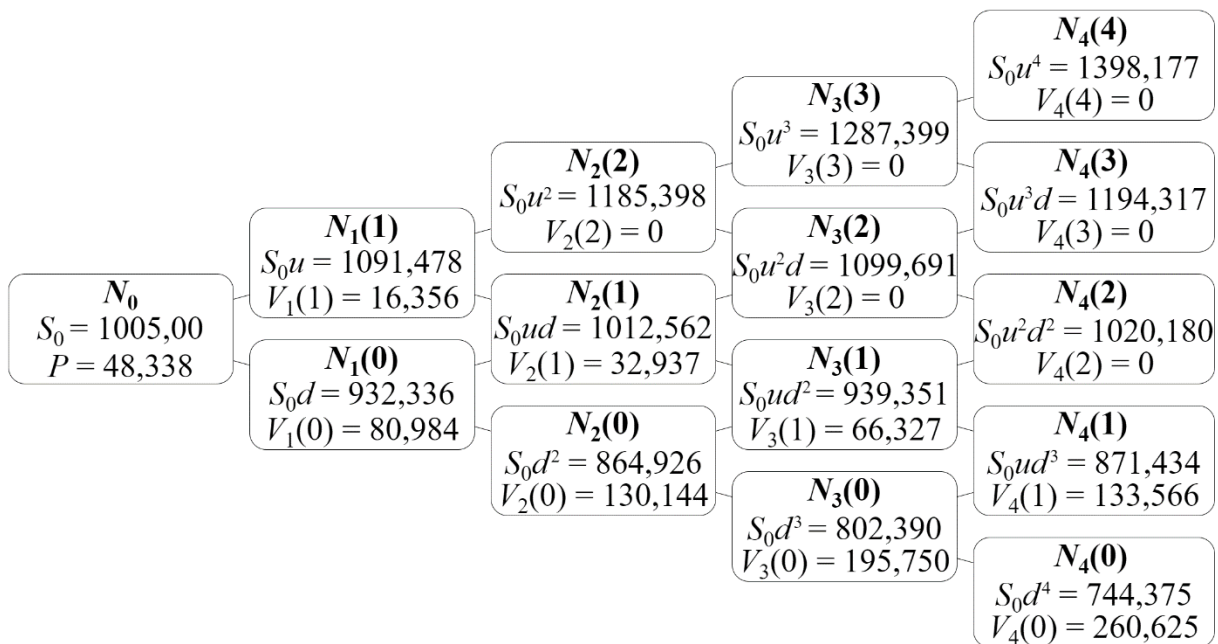 N₀
S₀ = 1005,00
P = 48,338
N₁(1)
S₀u = 1091,478
V₁(1) = 16,356
N₁(0)
S₀d = 932,336
V₁(0) = 80,984
N₂(2)
S₀u² = 1185,398
V₂(2) = 0
N₂(1)
S₀ud = 1012,562
V₂(1) = 32,937
N₂(0)
S₀d² = 864,926
V₂(0) = 130,144
N₃(3)
S₀u³ = 1287,399
V₃(3) = 0
N₃(2)
S₀u²d = 1099,691
V₃(2) = 0
N₃(1)
S₀ud² = 939,351
V₃(1) = 66,327
N₃(0)
S₀d³ = 802,390
V₃(0) = 195,750
N₄(4)
S₀u⁴ = 1398,177
V₄(4) = 0
N₄(3)
S₀u³d = 1194,317
V₄(3) = 0
N₄(2)
S₀u²d² = 1020,180
V₄(2) = 0
N₄(1)
S₀ud³ = 871,434
V₄(1) = 133,566
N₄(0)
S₀d⁴ = 744,375
V₄(0) = 260,625